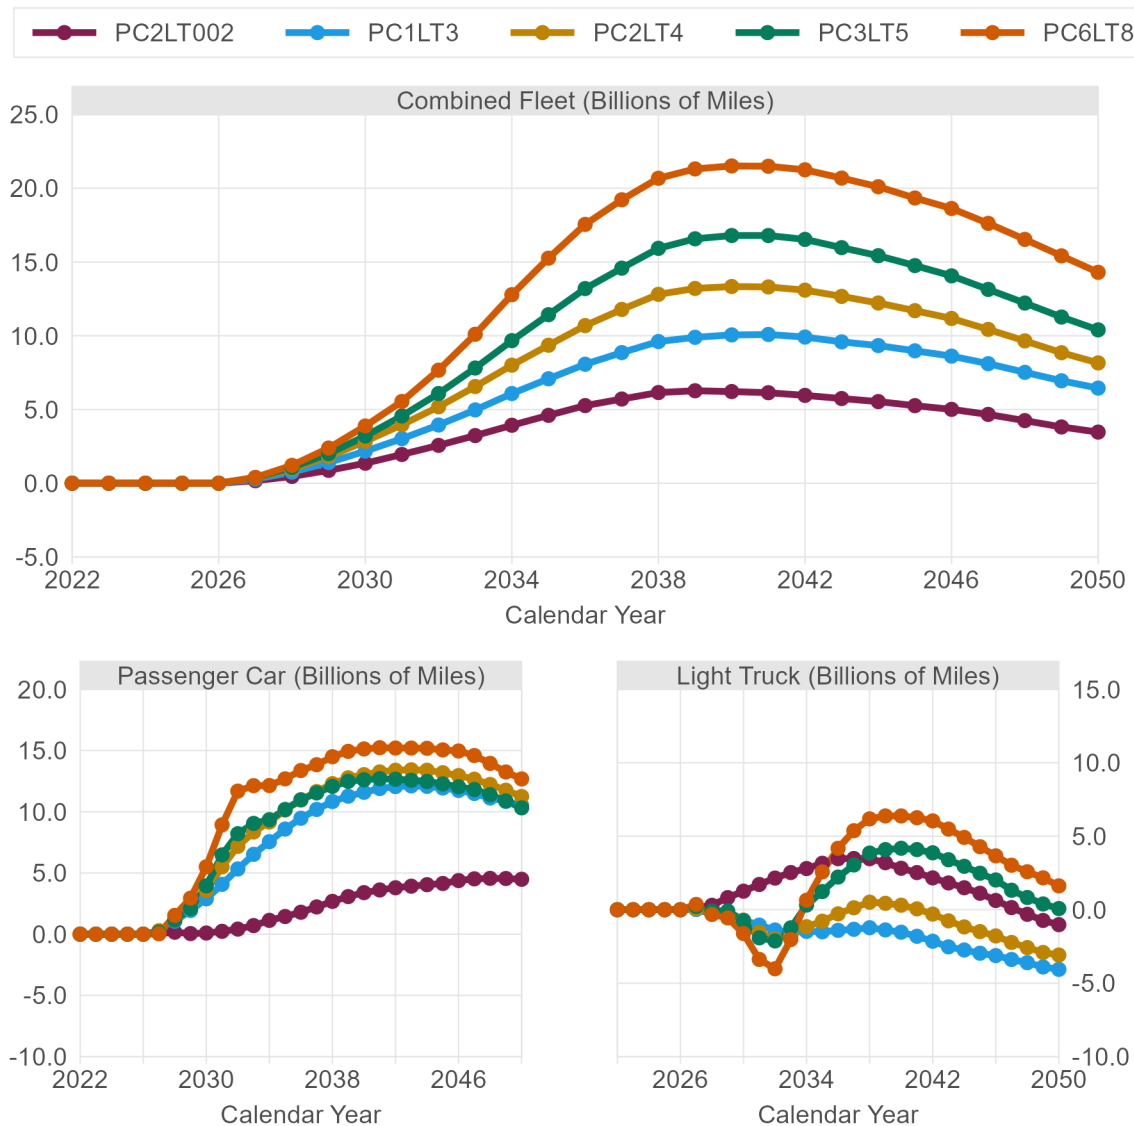 PC2LT002 PC1LT3 PC2LT4 PC3LT5 PC6LT8
Combined Fleet (Billions of Miles)
25.0
20.0
15.0
10.0
5.0
0.0
-5.0
2022 2026 2030 2034 2038 2042 2046 2050
Calendar Year
Passenger Car (Billions of Miles)
20.0
15.0
10.0
5.0
0.0
-5.0
-10.0
2022 2030 2038 2046
Calendar Year
Light Truck (Billions of Miles)
15.0
10.0
5.0
0.0
-5.0
-10.0
2026 2034 2042 2050
Calendar Year